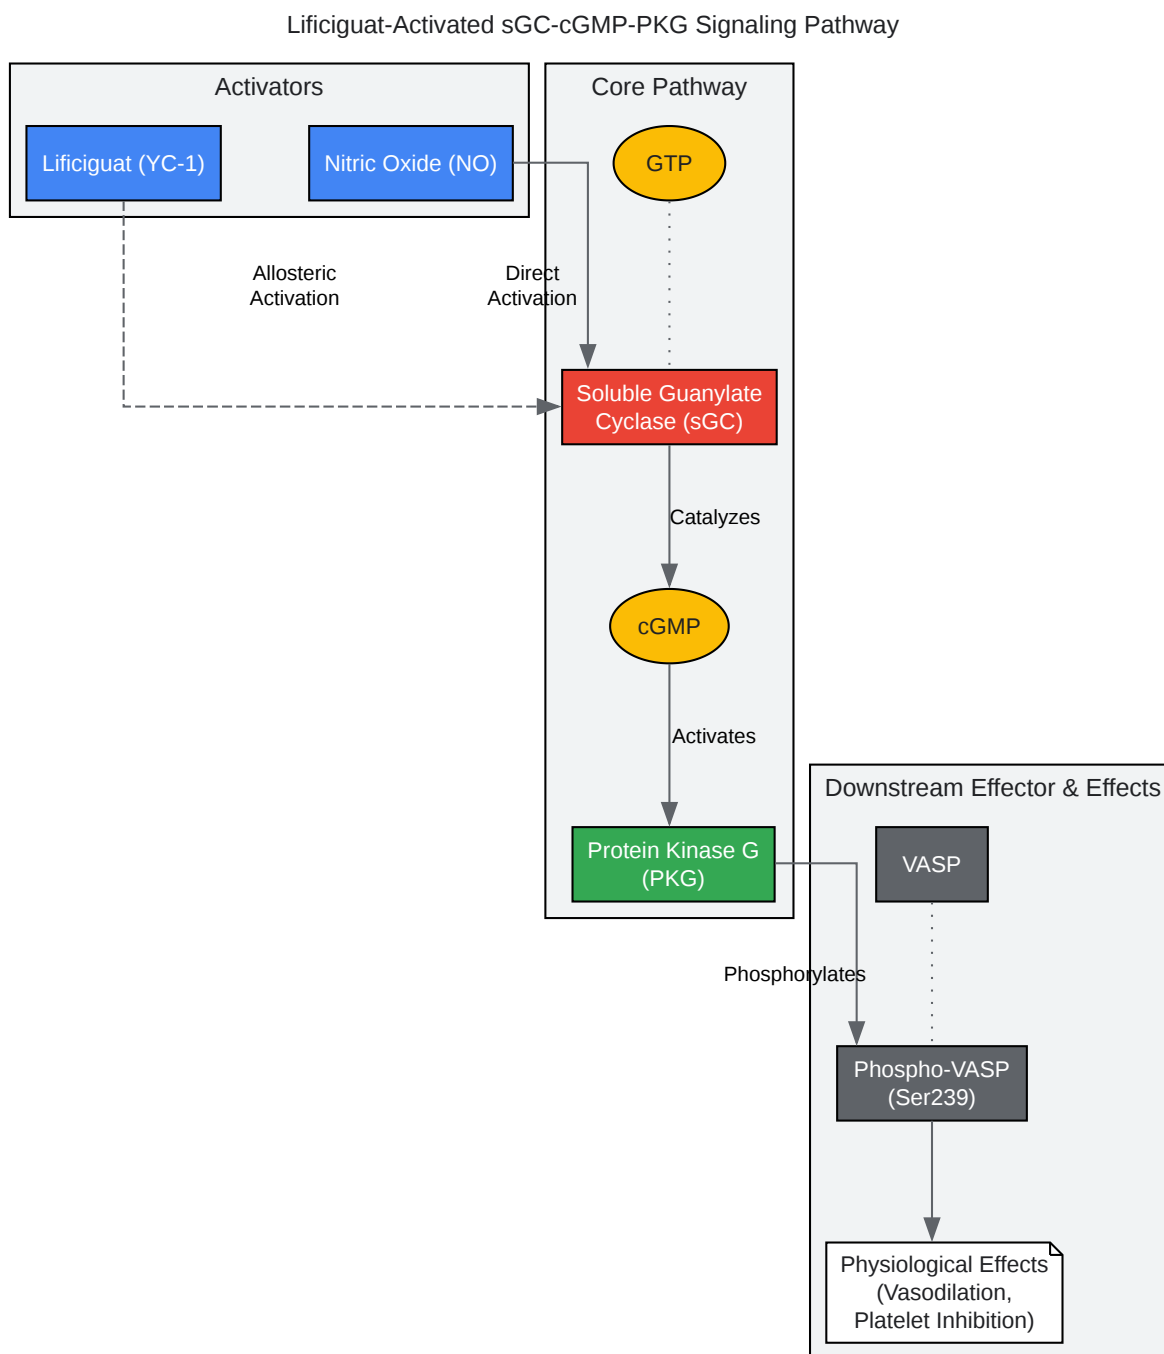 Lificiguat-Activated sGC-cGMP-PKG Signaling Pathway
Activators
Core Pathway
Lificiguat (YC-1)
Nitric Oxide (NO)
GTP
Allosteric
Activation
Direct
Activation
Soluble Guanylate
Cyclase (sGC)
Catalyzes
cGMP
Activates
Downstream Effector & Effects
Protein Kinase G
(PKG)
VASP
Phosphorylates
Phospho-VASP
(Ser239)
Physiological Effects
(Vasodilation,
Platelet Inhibition)